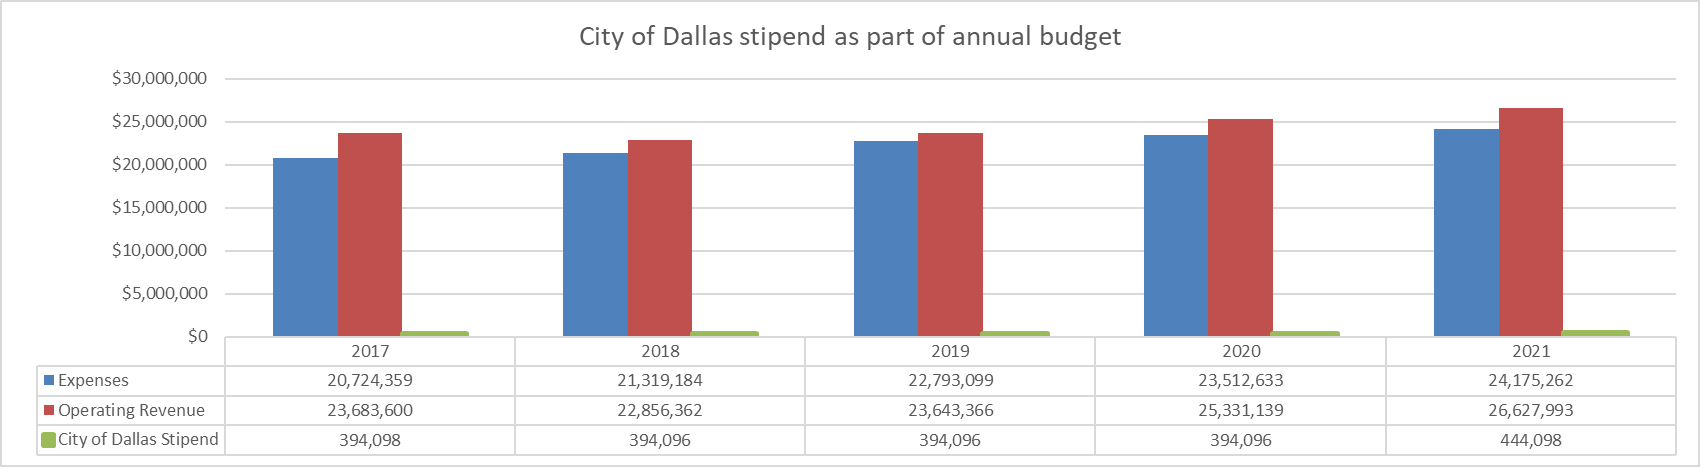 City of Dallas stipend as part of annual budget
$30,000,000
$25,000,000
$20,000,000
$15,000,000
$10,000,000
$5,000,000
$0
2017 2018 2019 2020 2021
Expenses 20,724,359 21,319,184 22,793,099 23,512,633 24,175,262
Operating Revenue 23,683,600 22,856,362 23,643,366 25,331,139 26,627,993
City of Dallas Stipend 394,098 394,096 394,096 394,096 444,098